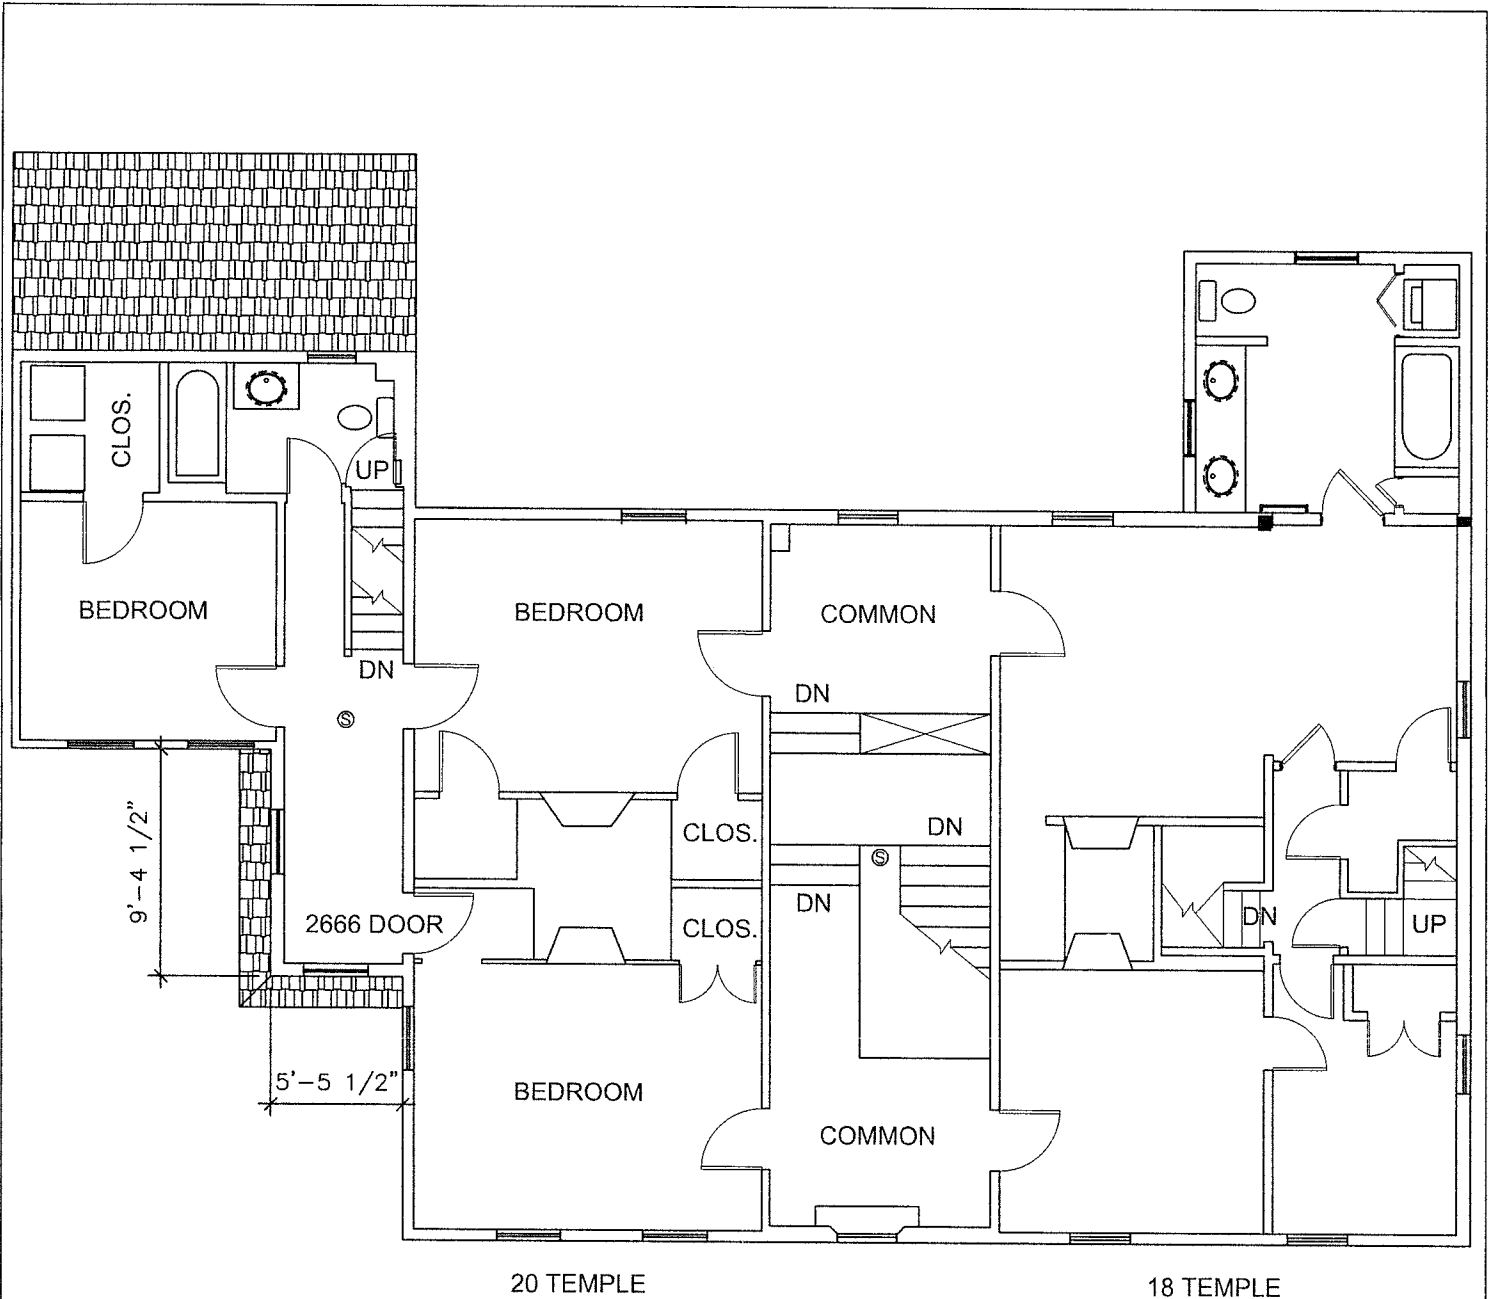 CLOS.
UP
BEDROOM
BEDROOM
COMMON
DN
DN
S
9'-4 1/2"
CLOS.
DN
S
DN
2666 DOOR
CLOS.
DN
UP
5'-5 1/2"
BEDROOM
COMMON
20 TEMPLE
18 TEMPLE